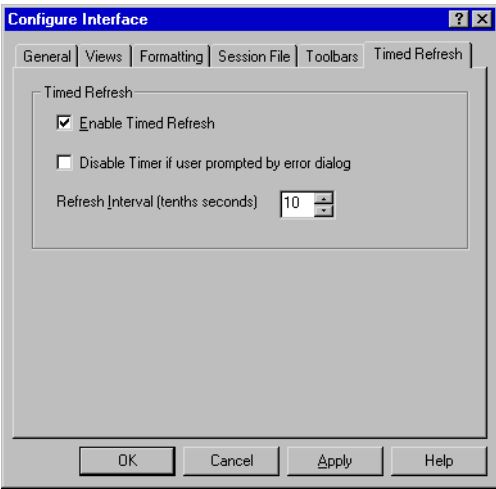 Configure Interface
General Views Formatting Session File Toolbars Timed Refresh
Timed Refresh
Enable Timed Refresh
Disable Timer if user prompted by error dialog
Refresh Interval (tenths seconds) 10
OK Cancel Apply Help